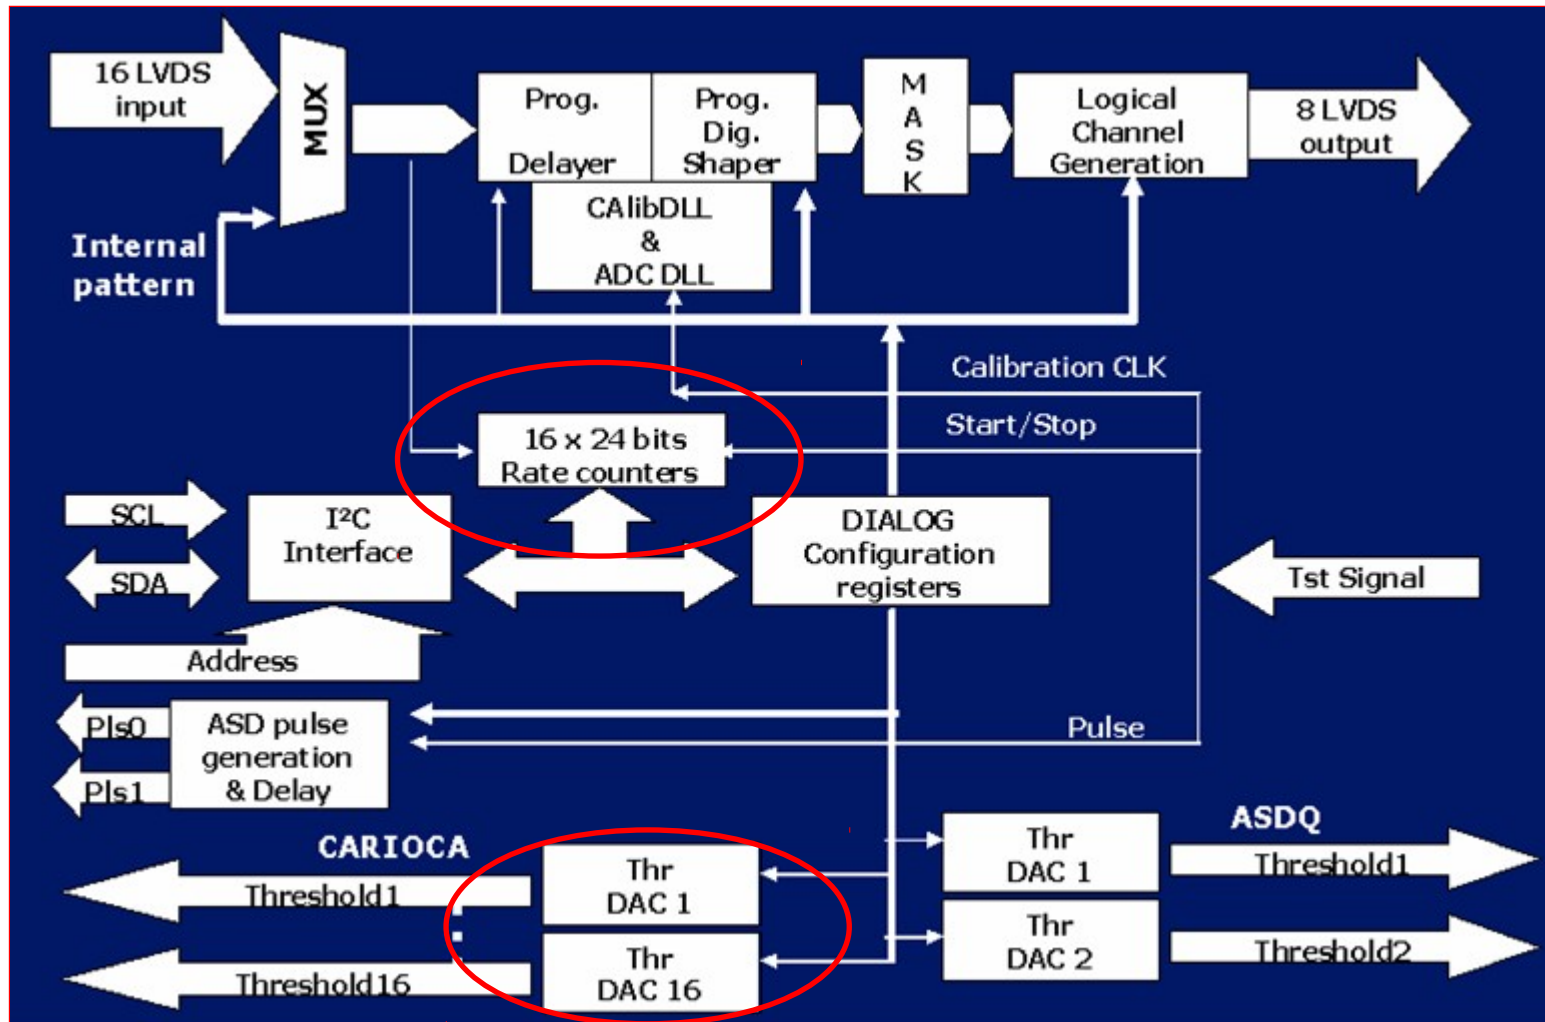 16 LVDS
input
MUX
Prog.
Delayer
Prog.
Dig.
Shaper
M
A
S
K
Logical
Channel
Generation
8 LVDS
output
CAlibDLL
&
ADC DLL
Internal
pattern
Calibration CLK
Start/Stop
16 x 24 bits
Rate counters
SCL
SDA
I²C
Interface
DIALOG
Configuration
registers
Tst Signal
Address
Pls0
Pls1
ASD pulse
generation
& Delay
Pulse
CARIOCA
Threshold1
Threshold16
Thr
DAC 1
Thr
DAC 16
Thr
DAC 1
Thr
DAC 2
ASDQ
Threshold1
Threshold2